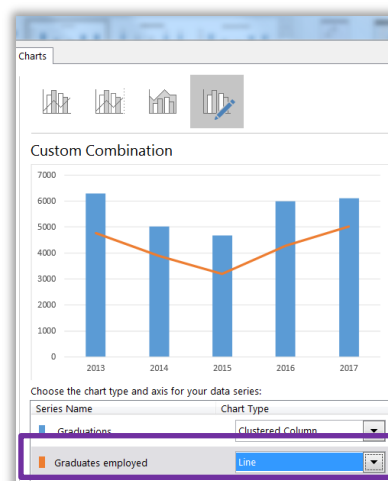 Charts
Custom Combination
7000
6000
5000
4000
3000
2000
1000
0
2013 2014 2015 2016 2017
Choose the chart type and axis for your data series:
Series Name Chart Type
Graduations Clustered Column
Graduates employed Line